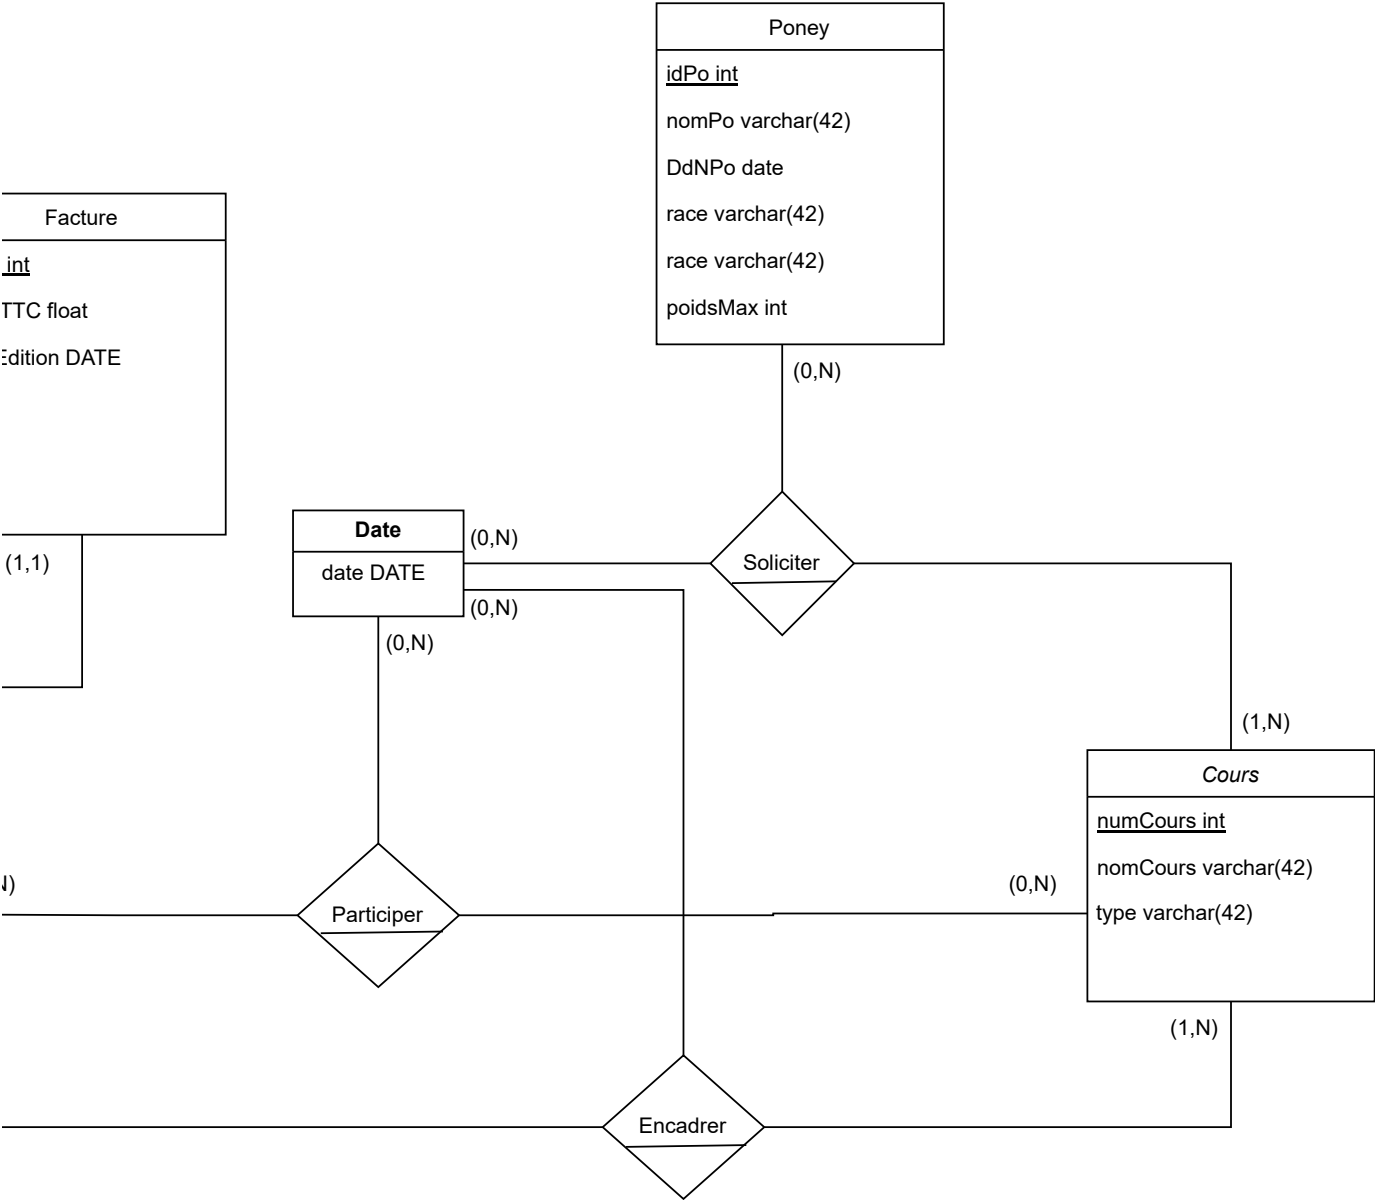 Poney
idPo int
nomPo varchar(42)
DdNPo date
race varchar(42)
race varchar(42)
poidsMax int
(0,N)
Facture
int
TTC float
Edition DATE
(1,1)
Date
date DATE
(0,N)
(0,N)
(0,N)
Soliciter
(1,N)
Cours
numCours int
nomCours varchar(42)
type varchar(42)
N)
Participer
(0,N)
(1,N)
Encadrer